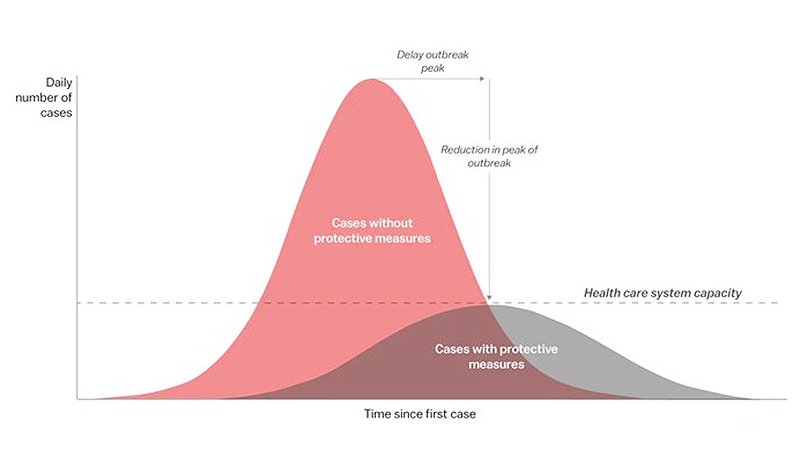 Delay outbreak
peak
Daily
number of
cases
Reduction in peak of
outbreak
Cases without
protective measures
Health care system capacity
Cases with protective
measures
Time since first case